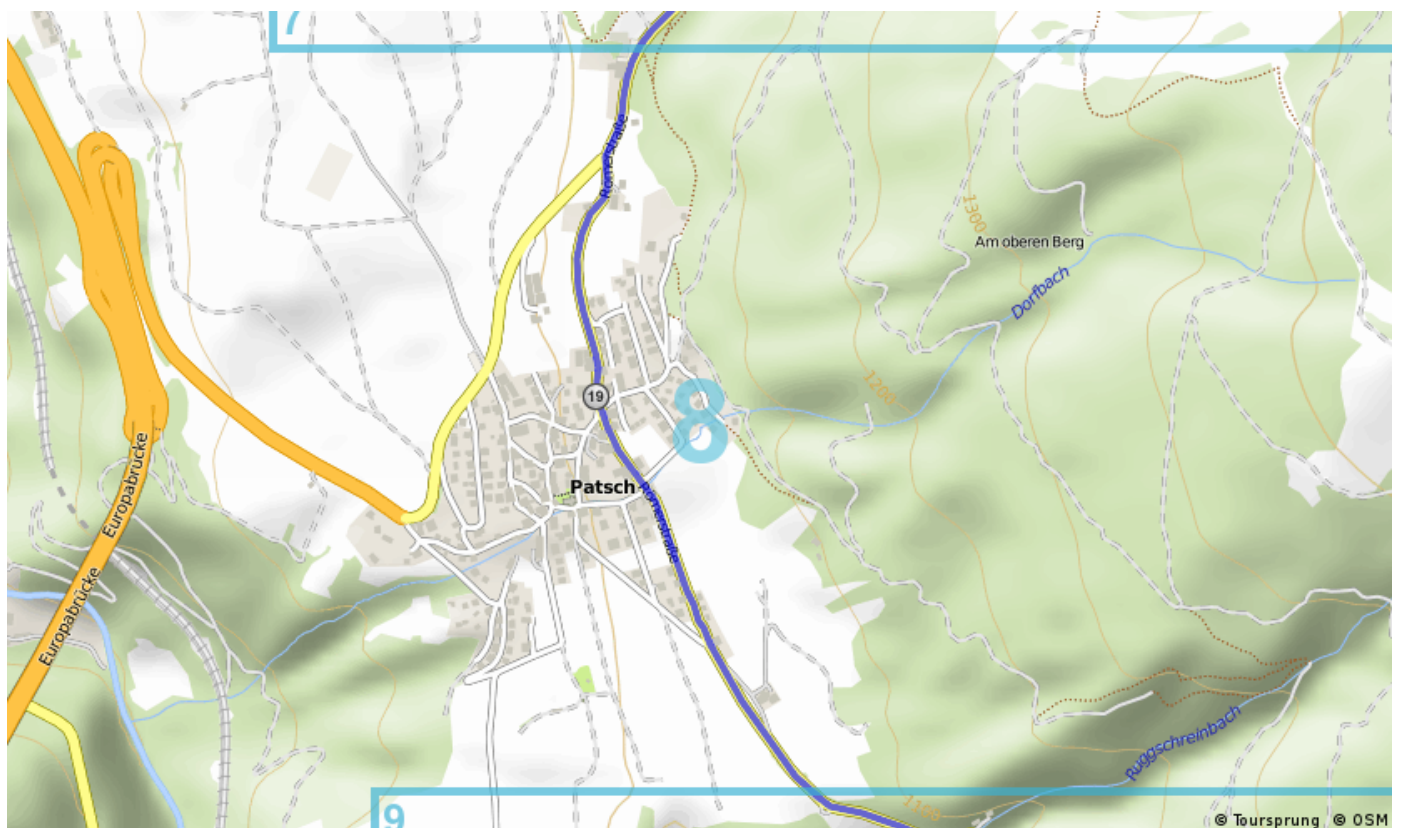 7
Römerstraße
1300
Am oberen Berg
Dorfbach
1200
19
8
Europabrücke
Patsch
Römerstraße
Europabrücke
Ruggschreinbach
1100
9
© Toursprung © OSM